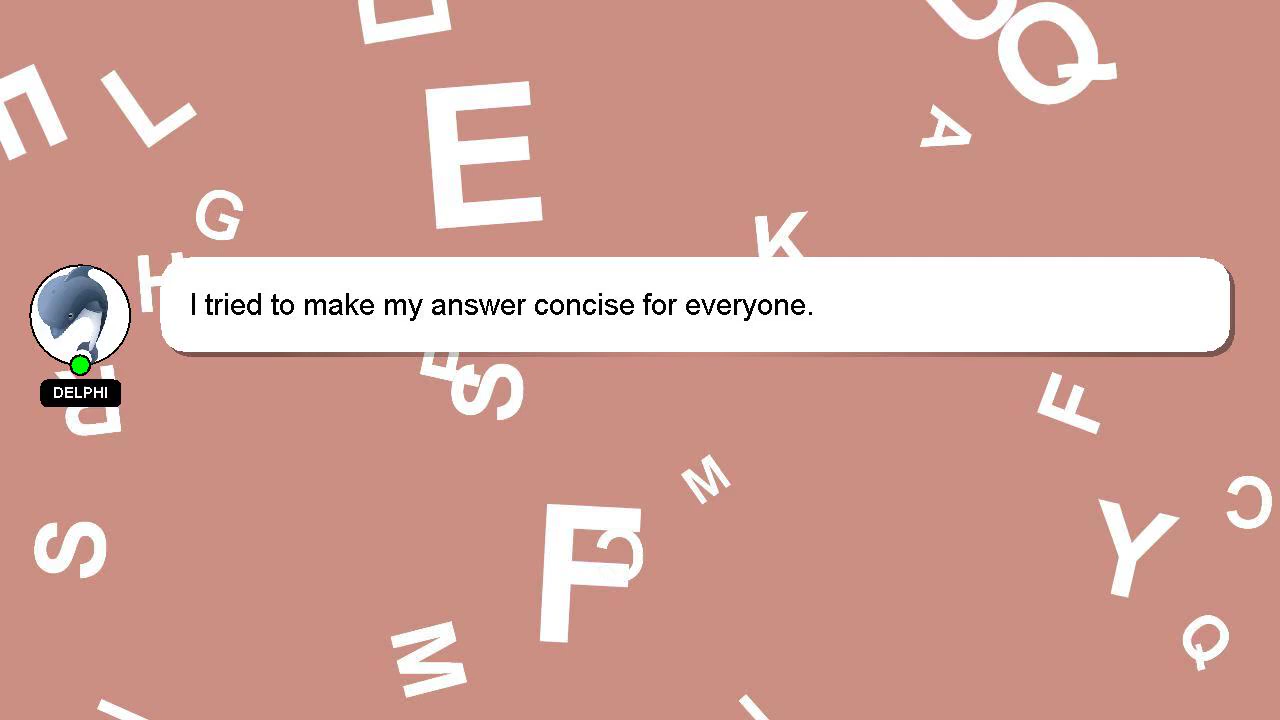 I tried to make my answer concise for everyone.
DELPHI
E
L
G
H
E
Q
A
K
F
S
R
S
F
G
M
M
F
Y
C
Q